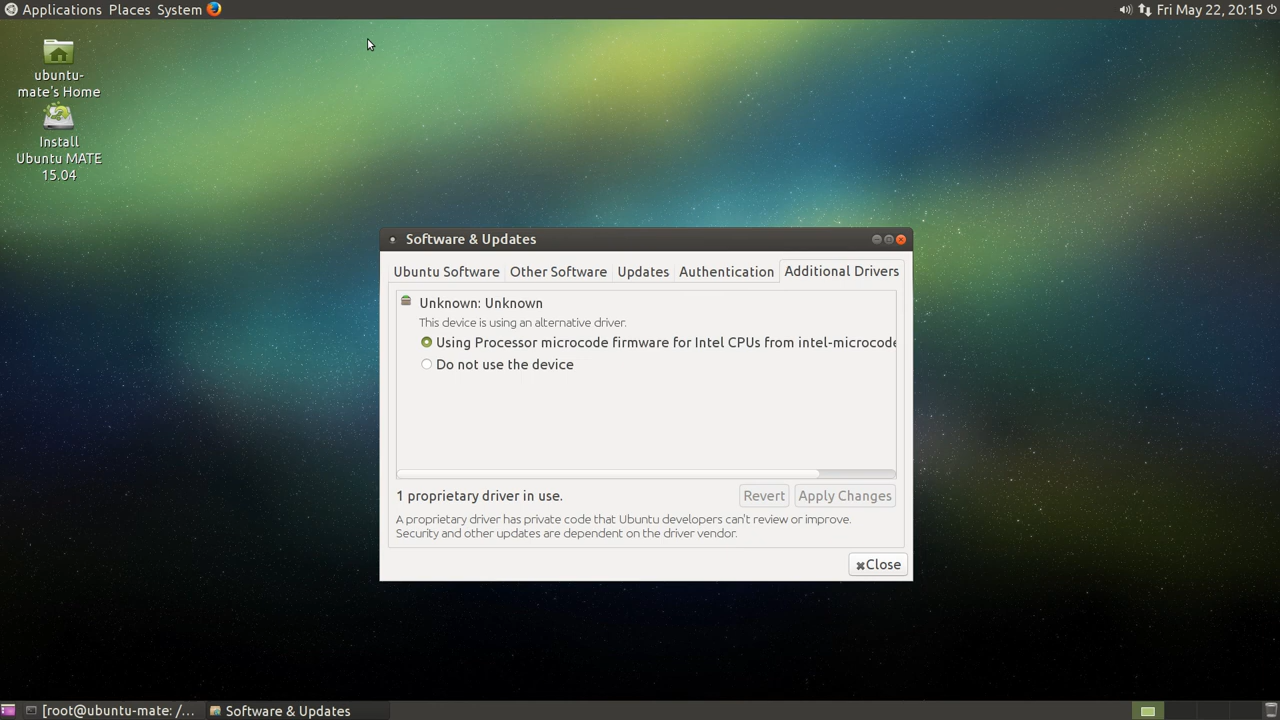 Applications Places System
Fri May 22, 20:15
ubuntu-
mate's Home
Install
Ubuntu MATE
15.04
Software & Updates
Ubuntu Software Other Software Updates Authentication Additional Drivers
Unknown: Unknown
This device is using an alternative driver.
Using Processor microcode firmware for Intel CPUs from intel-microcode
Do not use the device
1 proprietary driver in use.
Revert Apply Changes
A proprietary driver has private code that Ubuntu developers can't review or improve.
Security and other updates are dependent on the driver vendor.
Close
[root@ubuntu-mate: /... Software & Updates